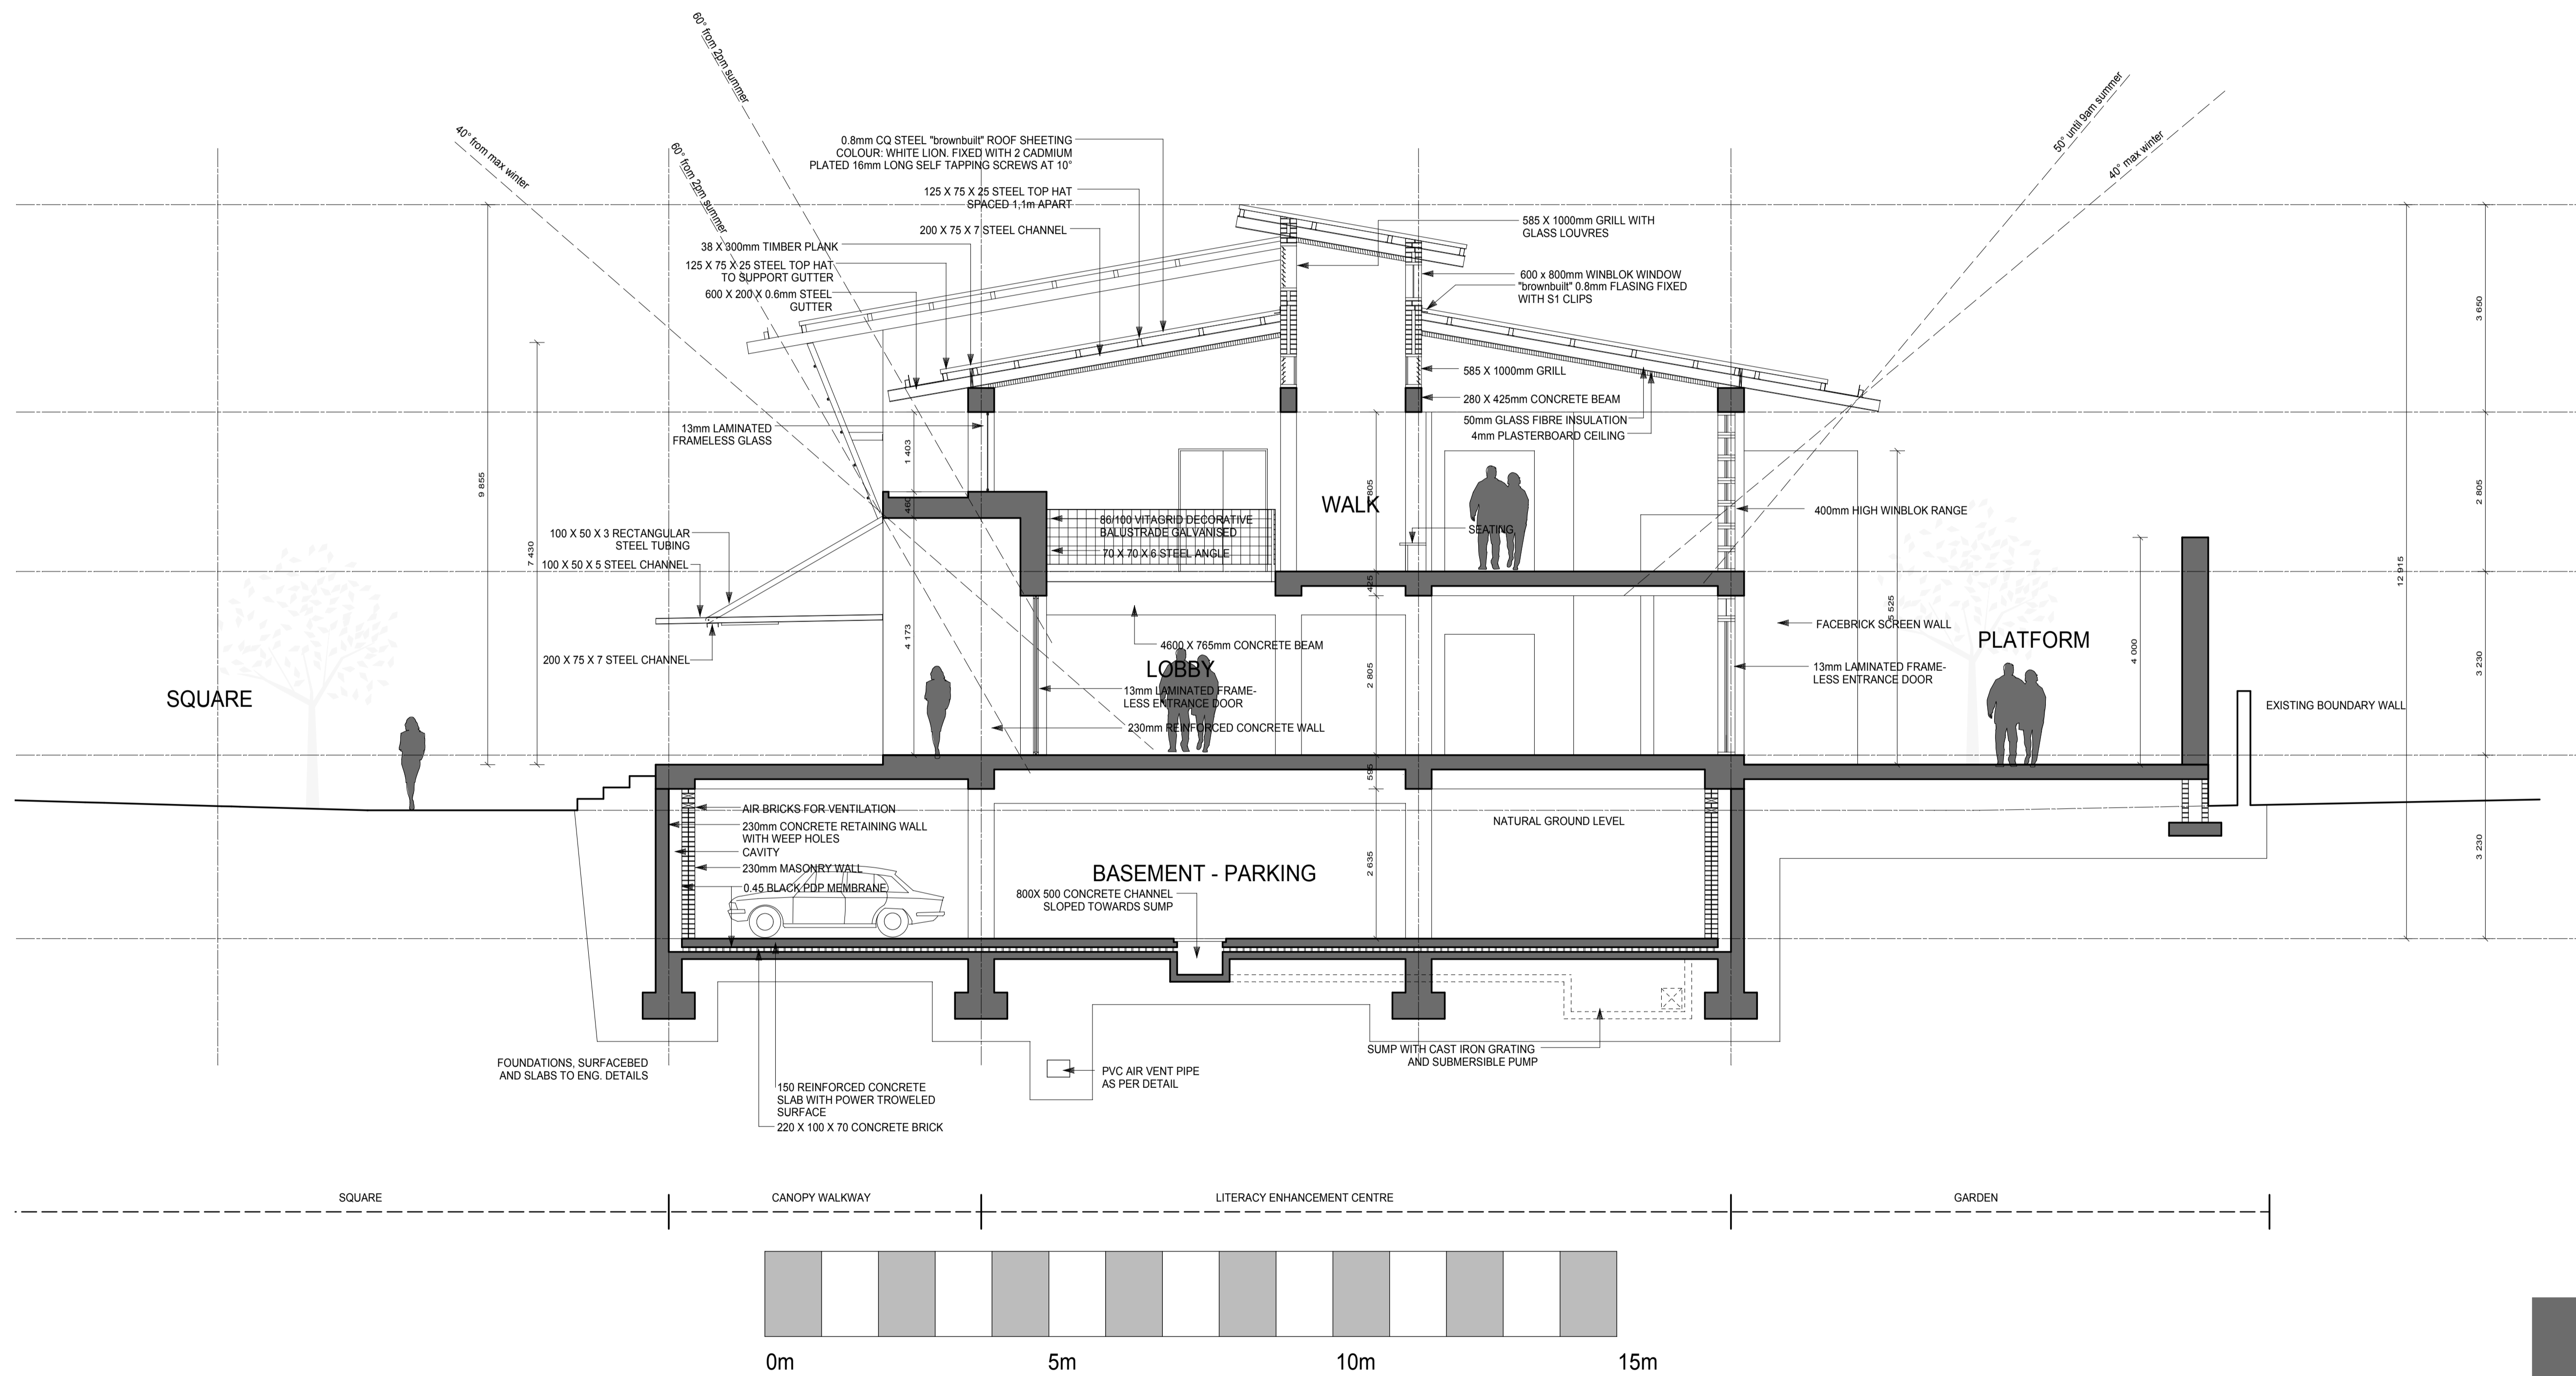 60° from 2pm summer
60° from 2pm summer
40° from max winter
50° until 9am summer
40° max winter
0.8mm CQ STEEL "brownbuilt" ROOF SHEETING
COLOUR: WHITE LION. FIXED WITH 2 CADMIUM
PLATED 16mm LONG SELF TAPPING SCREWS AT 10°
125 X 75 X 25 STEEL TOP HAT
SPACED 1,1m APART
200 X 75 X 7 STEEL CHANNEL
38 X 300mm TIMBER PLANK
125 X 75 X 25 STEEL TOP HAT
TO SUPPORT GUTTER
600 X 200 X 0.6mm STEEL
GUTTER
585 X 1000mm GRILL WITH
GLASS LOUVRES
600 x 800mm WINBLOK WINDOW
"brownbuilt" 0.8mm FLASING FIXED
WITH S1 CLIPS
585 X 1000mm GRILL
280 X 425mm CONCRETE BEAM
50mm GLASS FIBRE INSULATION
4mm PLASTERBOARD CEILING
13mm LAMINATED
FRAMELESS GLASS
9 855
7 430
1 403
460
4 173
2 805
425
2 805
595
2 635
5 525
4 000
12 915
3 650
2 805
3 230
3 230
WALK
86/100 VITAGRID DECORATIVE
BALUSTRADE GALVANISED
70 X 70 X 6 STEEL ANGLE
SEATING
400mm HIGH WINBLOK RANGE
100 X 50 X 3 RECTANGULAR
STEEL TUBING
100 X 50 X 5 STEEL CHANNEL
200 X 75 X 7 STEEL CHANNEL
4600 X 765mm CONCRETE BEAM
LOBBY
13mm LAMINATED FRAME-
LESS ENTRANCE DOOR
230mm REINFORCED CONCRETE WALL
FACEBRICK SCREEN WALL
PLATFORM
13mm LAMINATED FRAME-
LESS ENTRANCE DOOR
SQUARE
EXISTING BOUNDARY WALL
AIR BRICKS FOR VENTILATION
230mm CONCRETE RETAINING WALL
WITH WEEP HOLES
CAVITY
230mm MASONRY WALL
0.45 BLACK PDP MEMBRANE
NATURAL GROUND LEVEL
BASEMENT - PARKING
800X 500 CONCRETE CHANNEL
SLOPED TOWARDS SUMP
FOUNDATIONS, SURFACEBED
AND SLABS TO ENG. DETAILS
SUMP WITH CAST IRON GRATING
AND SUBMERSIBLE PUMP
PVC AIR VENT PIPE
AS PER DETAIL
150 REINFORCED CONCRETE
SLAB WITH POWER TROWELED
SURFACE
220 X 100 X 70 CONCRETE BRICK
SQUARE
CANOPY WALKWAY
LITERACY ENHANCEMENT CENTRE
GARDEN
0m
5m
10m
15m